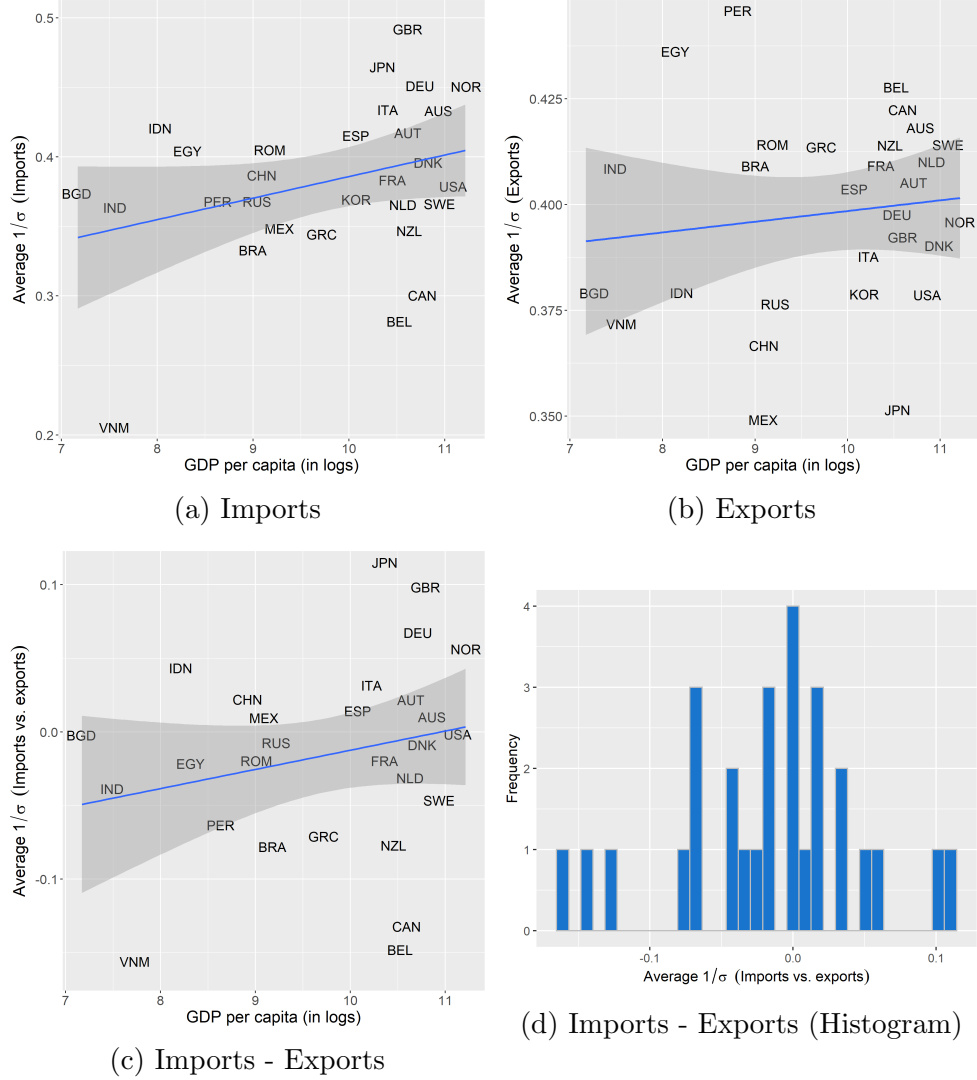 0.5
0.4
0.3
0.2
Average 1/σ (Imports)
GBR
JPN
DEU
NOR
ITA
AUS
IDN
ESP
AUT
EGY
ROM
DNK
CHN
FRA
USA
BGD
PER
RUS
KOR
NLD
SWE
IND
MEX
GRC
NZL
BRA
CAN
BEL
VNM
7 8 9 10 11
GDP per capita (in logs)
(a) Imports
0.425
0.400
0.375
0.350
Average 1/σ (Exports)
PER
EGY
BEL
CAN
AUS
ROM
GRC
NZL
SWE
IND
BRA
FRA
NLD
AUT
ESP
DEU
NOR
GBR
DNK
ITA
BGD
IDN
KOR
USA
RUS
VNM
CHN
JPN
MEX
7 8 9 10 11
GDP per capita (in logs)
(b) Exports
0.1
0.0
-0.1
Average 1/σ (Imports vs. exports)
JPN
GBR
DEU
NOR
IDN
ITA
CHN
AUT
ESP
MEX
AUS
BGD
USA
RUS
DNK
EGY
ROM
FRA
NLD
IND
SWE
PER
GRC
BRA
NZL
CAN
BEL
VNM
7 8 9 10 11
GDP per capita (in logs)
(c) Imports - Exports
4
3
2
1
0
Frequency
-0.1 0.0 0.1
Average 1/σ (Imports vs. exports)
(d) Imports - Exports (Histogram)